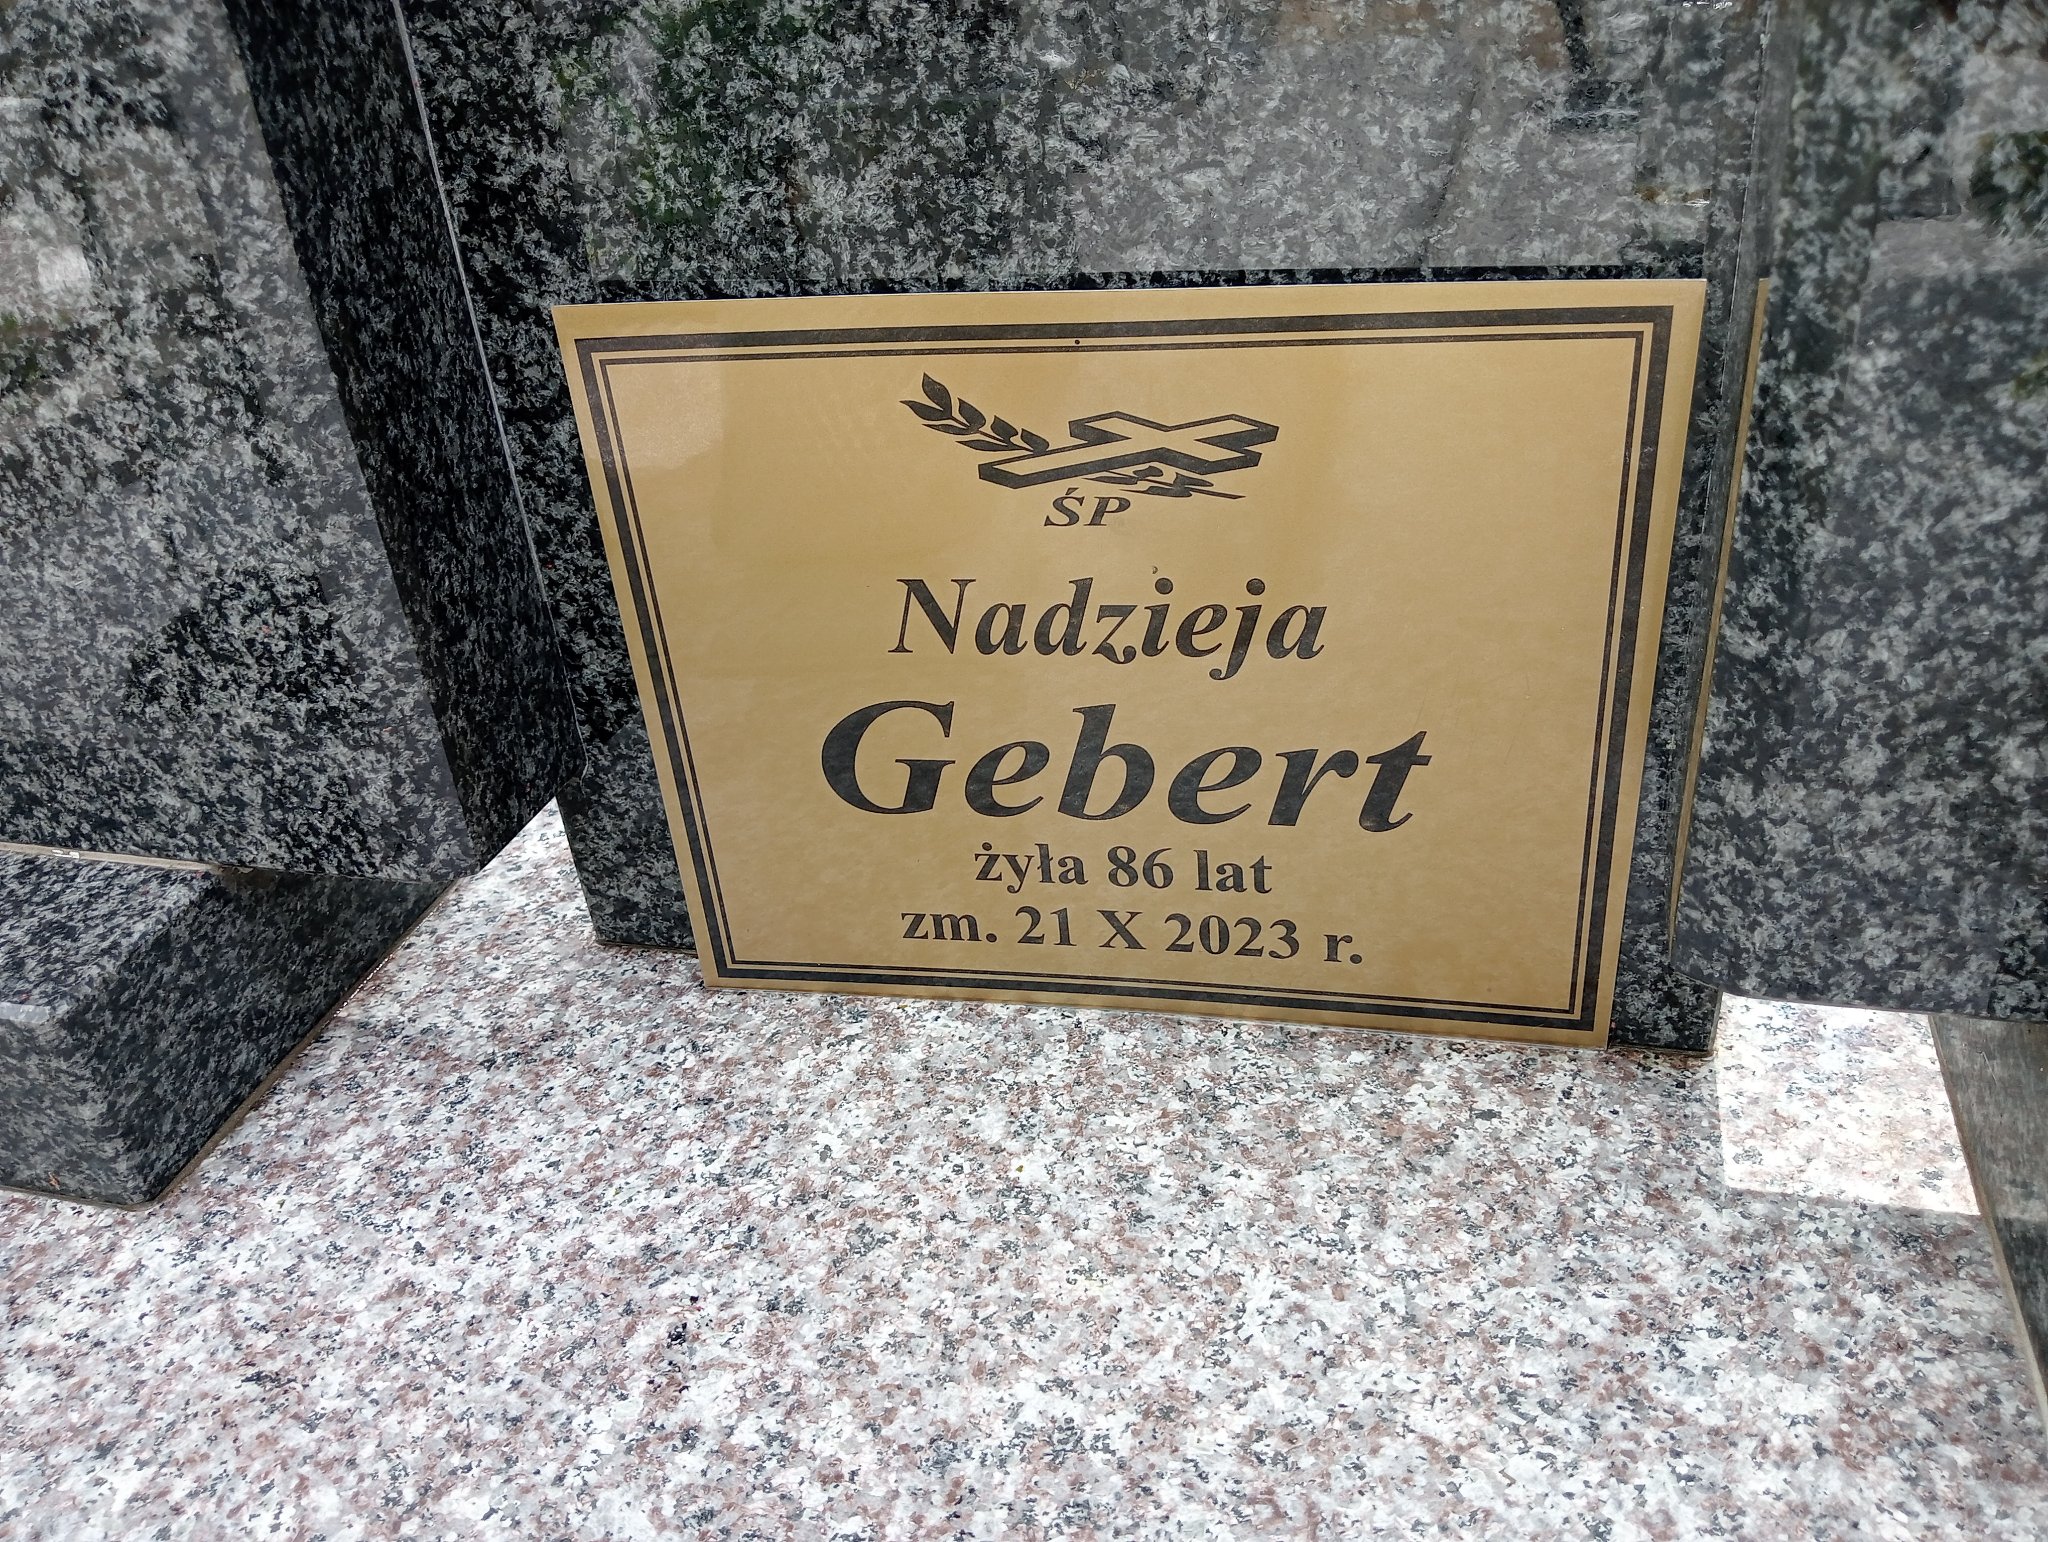 ŚP
Nadzieja
Gebert
żyła 86 lat
zm. 21 X 2023 r.